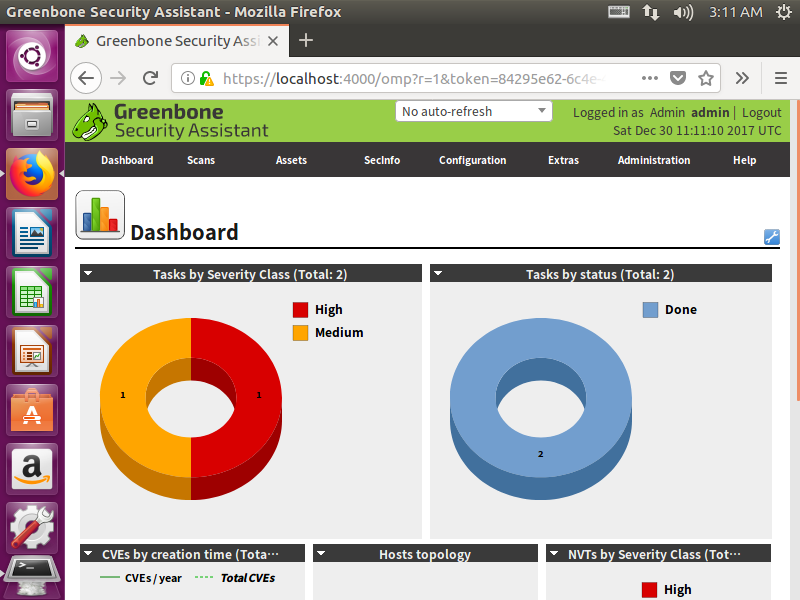 Greenbone Security Assistant - Mozilla Firefox
3:11 AM
Greenbone Security Assi
https://localhost:4000/omp?r=1&token=84295e62-6c4e-
Greenbone
Security Assistant
No auto-refresh
Logged in as Admin admin | Logout
Sat Dec 30 11:11:10 2017 UTC
Dashboard Scans Assets SecInfo Configuration Extras Administration Help
Dashboard
Tasks by Severity Class (Total: 2)
High
Medium
1 1
Tasks by status (Total: 2)
Done
2
CVEs by creation time (Tota···
CVEs / year Total CVEs
Hosts topology
NVTs by Severity Class (Tot···
High